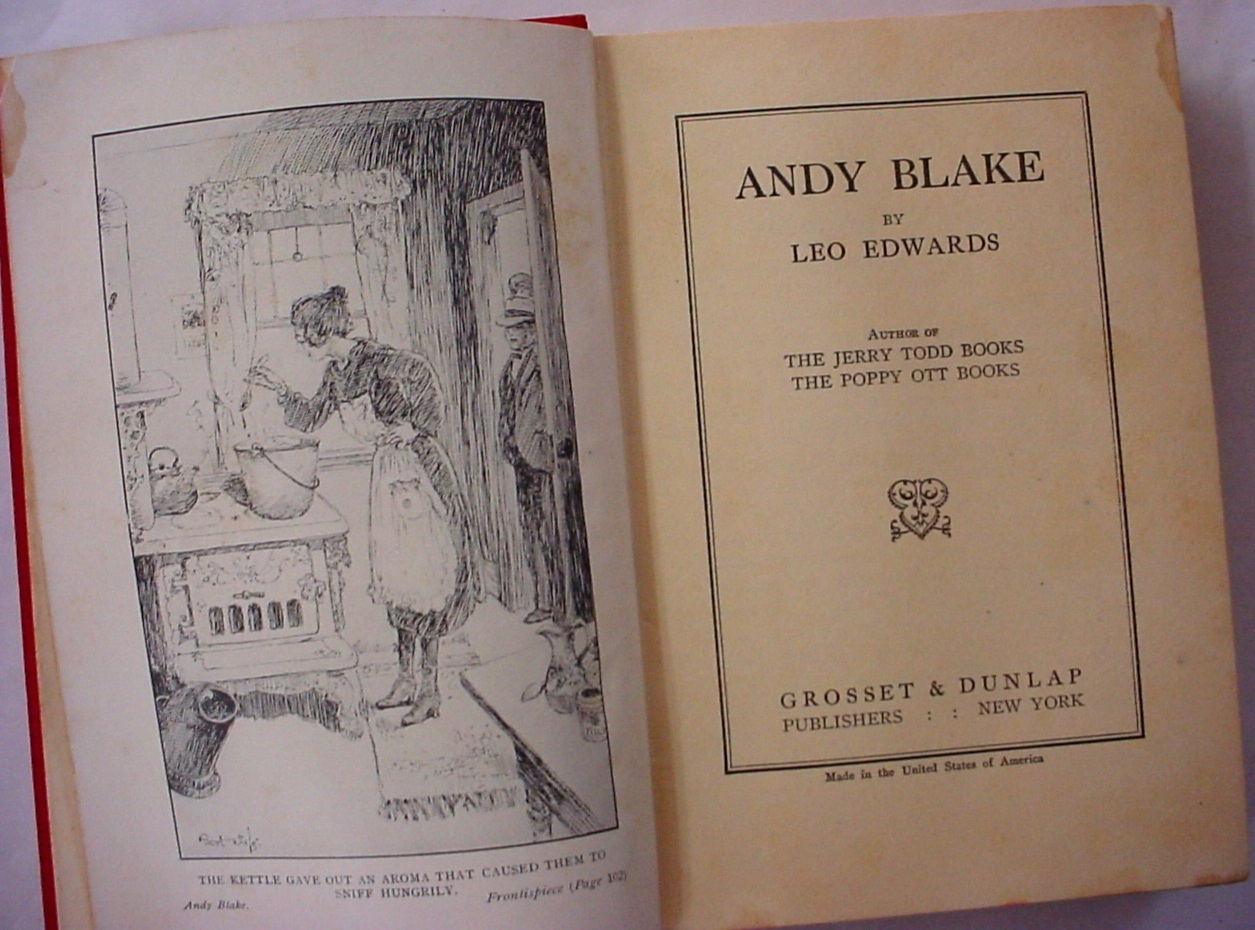 THE KETTLE GAVE OUT AN AROMA THAT CAUSED THEM TO
SNIFF HUNGRILY.
Andy Blake.
Frontispiece (Page 102)
ANDY BLAKE
BY
LEO EDWARDS
AUTHOR OF
THE JERRY TODD BOOKS
THE POPPY OTT BOOKS
GROSSET & DUNLAP
PUBLISHERS : : NEW YORK
Made in the United States of America